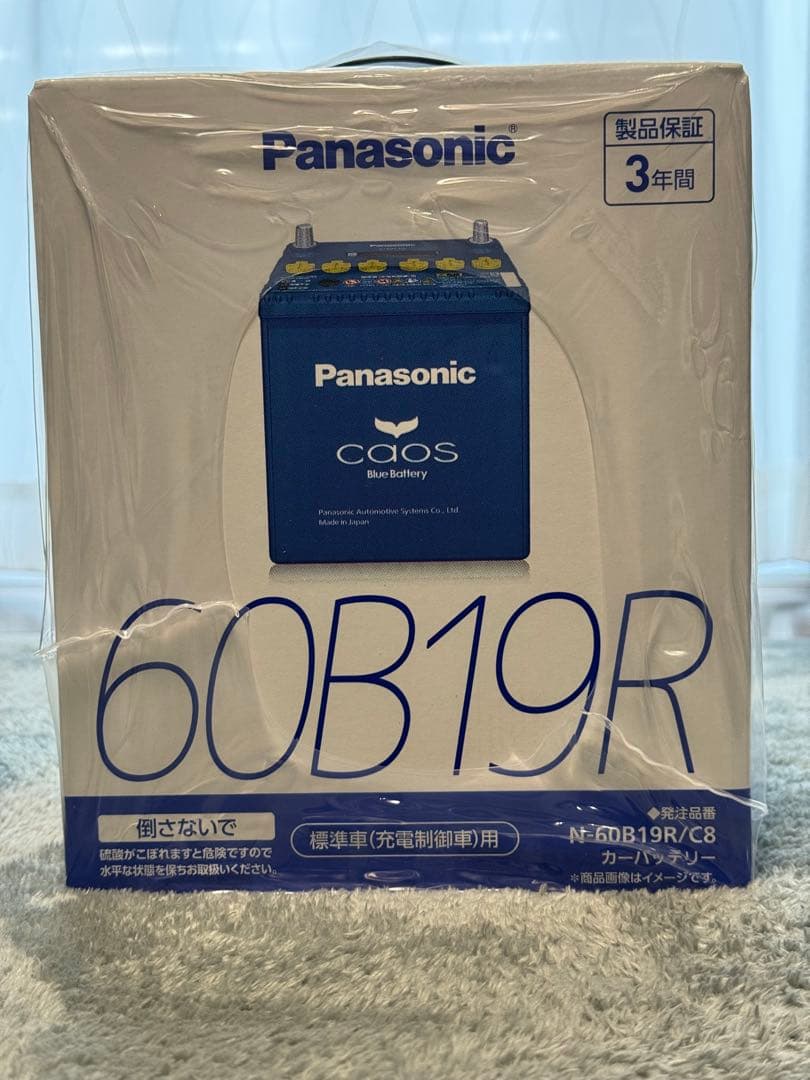 Panasonic®
製品保証
3年間
Panasonic
Panasonic
caos
Blue Battery
Panasonic Automotive Systems Co., Ltd.
Made in Japan
60B19R
倒さないで
硫酸がこぼれますと危険ですので
水平な状態を保ちお取扱いください。
標準車(充電制御車)用
◆発注品番
N-60B19R/C8
カーバッテリー
*商品画像はイメージです。